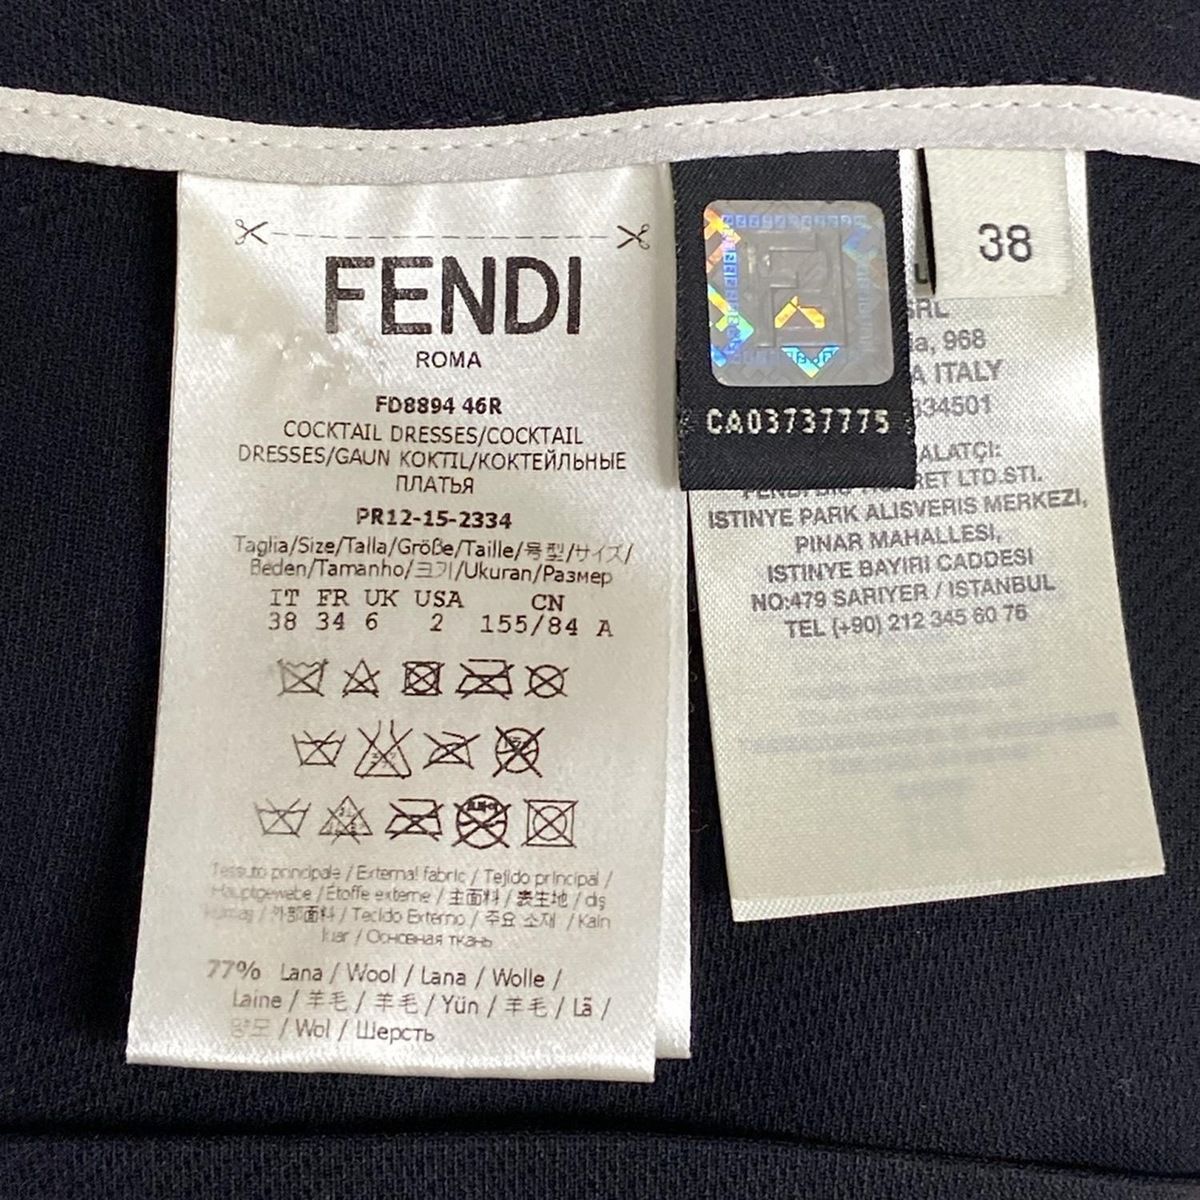 FENDI
ROMA
FD8894 46R
COCKTAIL DRESSES/COCKTAIL
DRESSES/GAUN KOKTIL/КОКТЕЙЛЬНЫЕ
ПЛАТЬЯ
PR12-15-2334
Taglia/Size/Talla/Größe/Taille/号型/サイズ/
Beden/Tamanho/크기/Ukuran/Размер
IT FR UK USA CN
38 34 6 2 155/84 A
Tessuto principale / External fabric / Tejido principal /
Hauptgewebe / Étoffe externe / 主面料 / 表生地 / dış
kumaş / 外部面料 / Tecido Externo / 주요 소재 / Kain
luar / Основная ткань
77% Lana / Wool / Lana / Wolle /
Laine / 羊毛 / 羊毛 / Yün / 羊毛 / Lã /
양모 / Wol / Шерсть
CA03737775
38
SRL
, 968
ITALY
334501
ALATÇI:
LTD.STI.
ISTINYE PARK ALISVERIS MERKEZI,
PINAR MAHALLESI,
ISTINYE BAYIRI CADDESI
NO:479 SARIYER / ISTANBUL
TEL (+90) 212 345 60 76